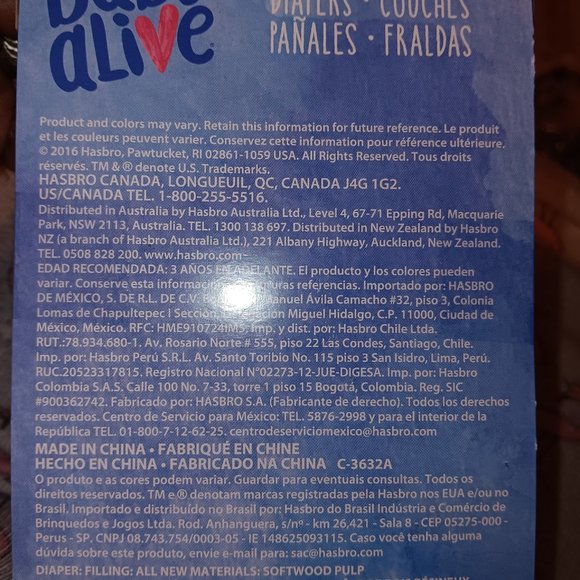 Baby
aLive®
DIAPERS • COUCHES
PAÑALES • FRALDAS
Product and colors may vary. Retain this information for future reference. Le produit
et les couleurs peuvent varier. Conservez cette information pour référence ultérieure.
© 2016 Hasbro, Pawtucket, RI 02861-1059 USA. All Rights Reserved. Tous droits
réservés. TM & ® denote U.S. Trademarks.
HASBRO CANADA, LONGUEUIL, QC, CANADA J4G 1G2.
US/CANADA TEL. 1-800-255-5516.
Distributed in Australia by Hasbro Australia Ltd., Level 4, 67-71 Epping Rd, Macquarie
Park, NSW 2113, Australia. TEL. 1300 138 697. Distributed in New Zealand by Hasbro
NZ (a branch of Hasbro Australia Ltd.), 221 Albany Highway, Auckland, New Zealand.
TEL. 0508 828 200. www.hasbro.com
EDAD RECOMENDADA: 3 AÑOS EN ADELANTE. El producto y los colores pueden
variar. Conserve esta información para futuras referencias. Importado por: HASBRO
DE MÉXICO, S. DE R.L. DE C.V. Manuel Ávila Camacho #32, piso 3, Colonia
Lomas de Chapultepec I Sección, Delegación Miguel Hidalgo, C.P. 11000, Ciudad de
México, México. RFC: HME910724IM5. Imp. y dist. por: Hasbro Chile Ltda.
RUT.:78.934.680-1. Av. Rosario Norte # 555, piso 22 Las Condes, Santiago, Chile.
Imp. por: Hasbro Perú S.R.L. Av. Santo Toribio No. 115 piso 3 San Isidro, Lima, Perú.
RUC.20523317815. Registro Nacional N°02273-12-JUE-DIGESA. Imp. por: Hasbro
Colombia S.A.S. Calle 100 No. 7-33, torre 1 piso 15 Bogotá, Colombia. Reg. SIC
#900362742. Fabricado por: HASBRO S.A. (Fabricante de derecho). Todos los derechos
reservados. Centro de Servicio para México: TEL. 5876-2998 y para el interior de la
República TEL. 01-800-7-12-62-25. centrodeserviciomexico@hasbro.com
MADE IN CHINA • FABRIQUÉ EN CHINE
HECHO EN CHINA • FABRICADO NA CHINA C-3632A
O produto e as cores podem variar. Guardar para eventuais consultas. Todos os
direitos reservados. TM e ® denotam marcas registradas pela Hasbro nos EUA e/ou no
Brasil. Importado e distribuído no Brasil por: Hasbro do Brasil Indústria e Comércio de
Brinquedos e Jogos Ltda. Rod. Anhanguera, s/nº - km 26,421 - Sala 8 - CEP 05275-000 -
Perus - SP. CNPJ 08.743.754/0003-05 - IE 148625093115. Caso você tenha alguma
dúvida sobre este produto, envie e-mail para: sac@hasbro.com
DIAPER: FILLING: ALL NEW MATERIALS: SOFTWOOD PULP